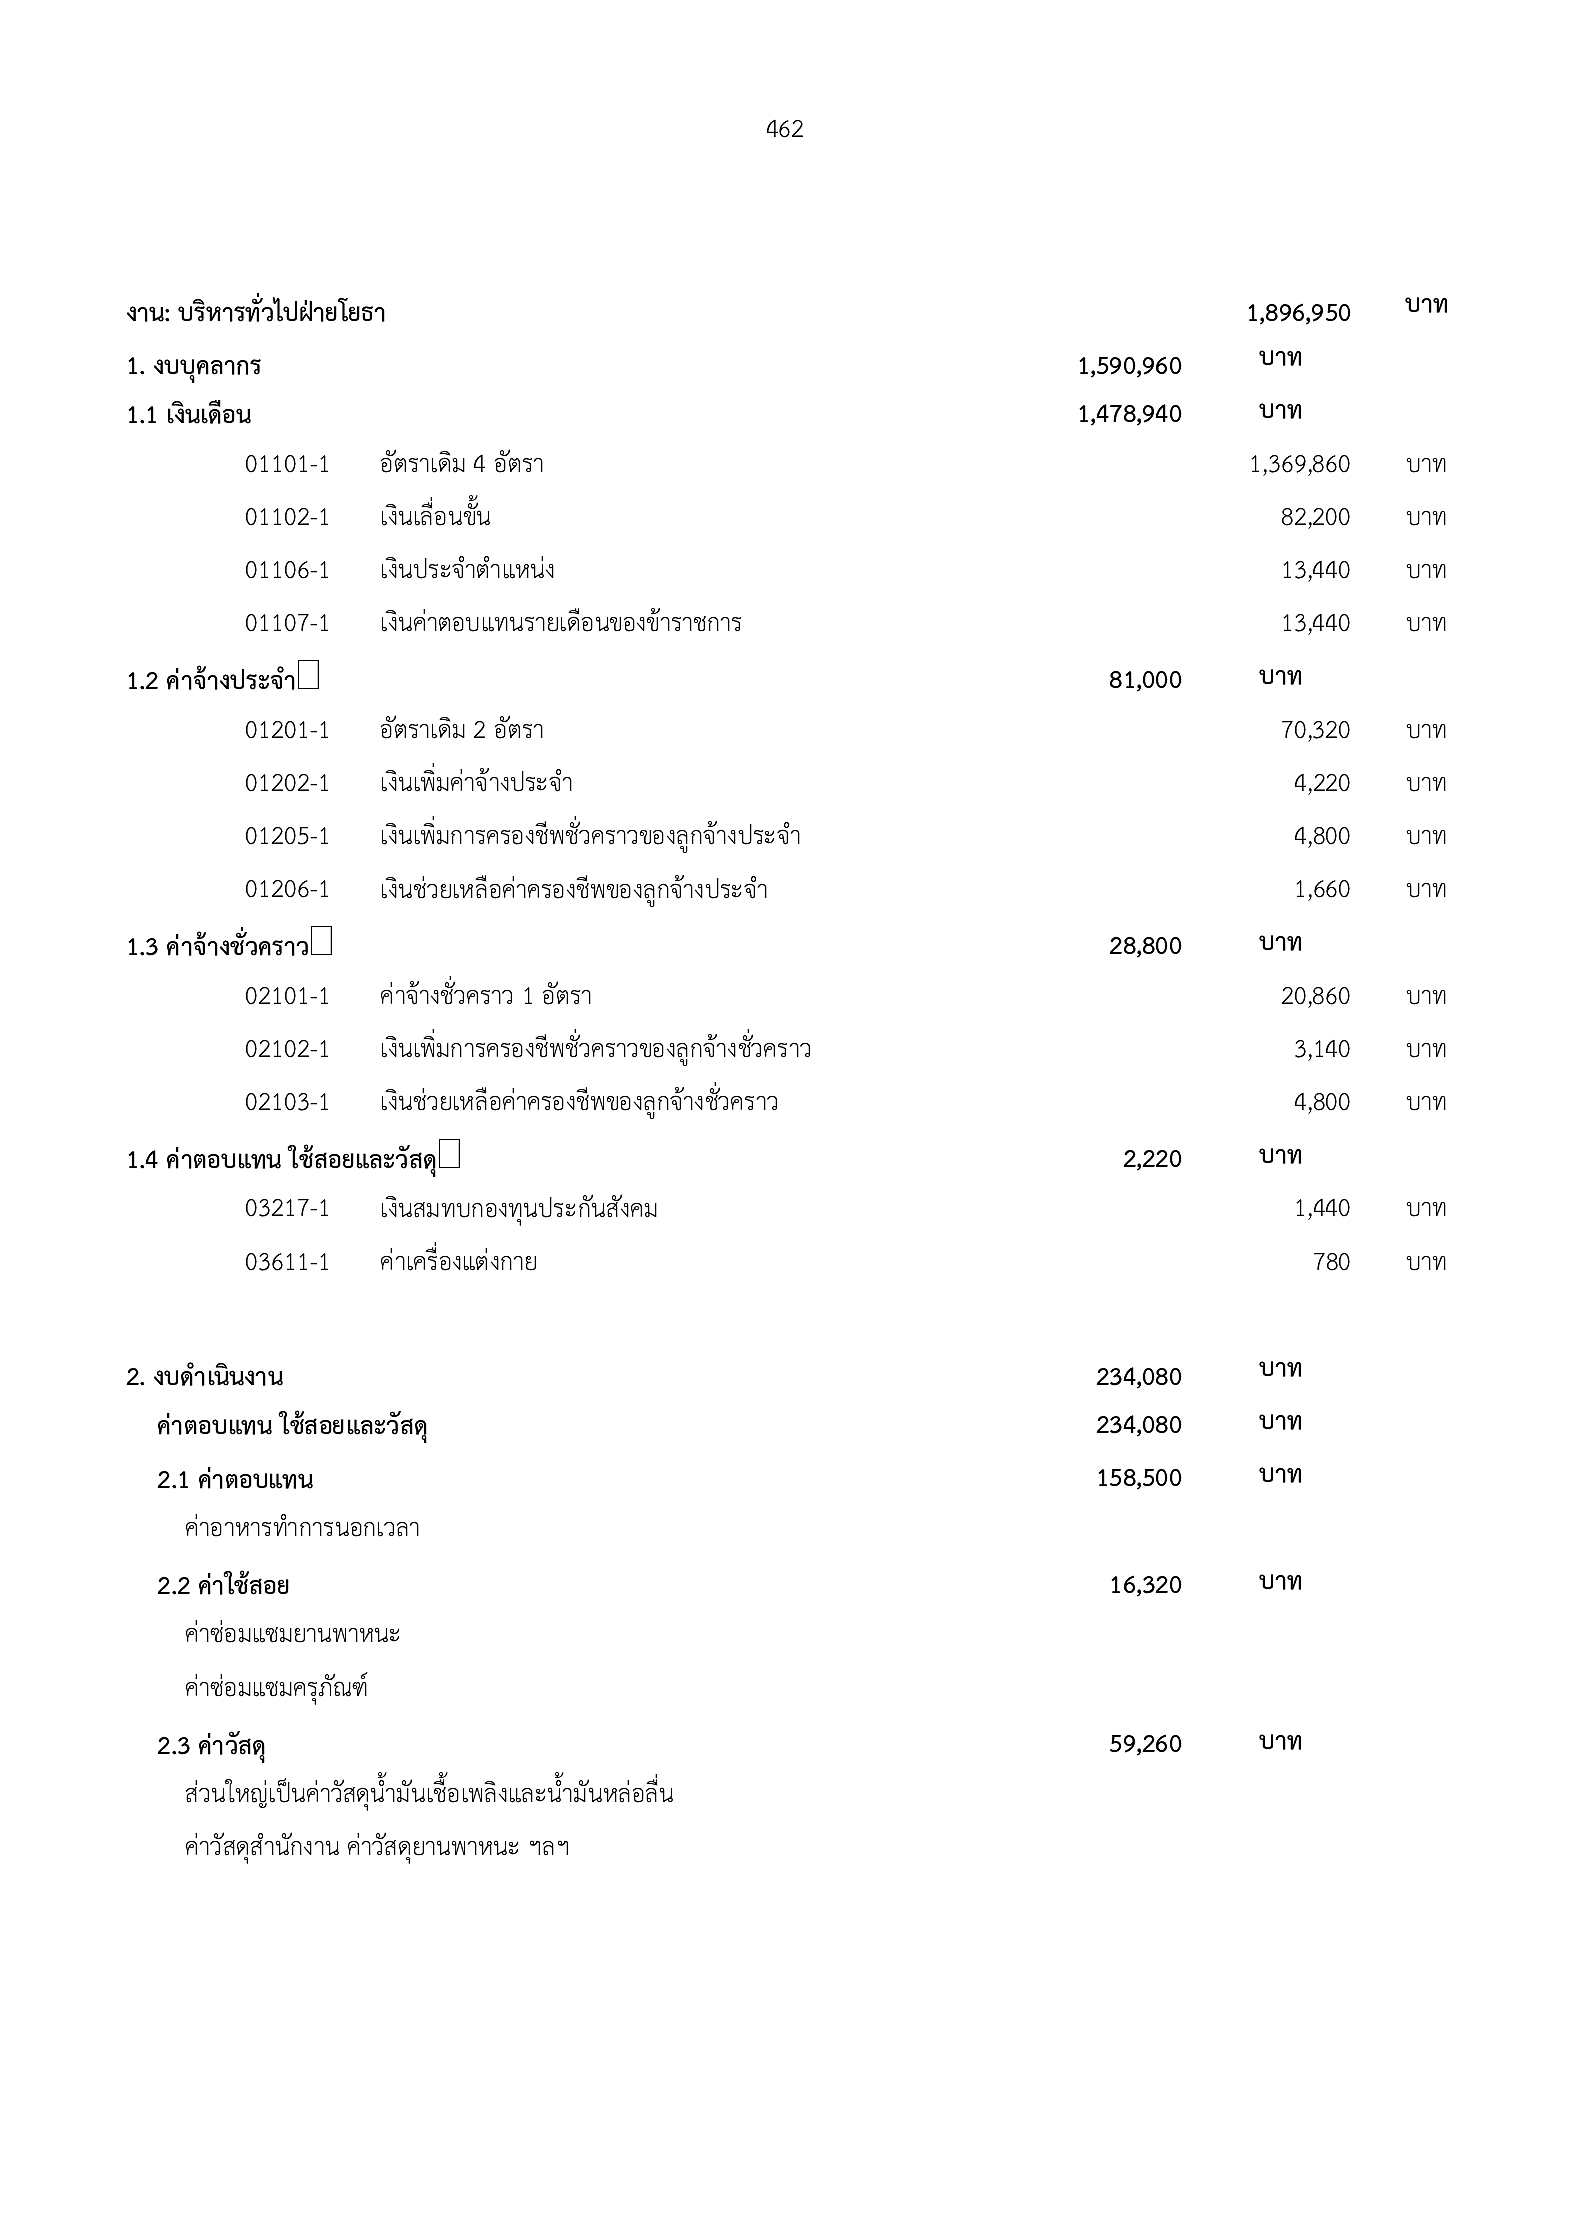 462
งาน: บริหารทั่วไปฝ่ายโยธา 1,896,950 บาท
1. งบบุคลากร 1,590,960 บาท
1.1 เงินเดือน 1,478,940 บาท
01101-1 อัตราเดิม 4 อัตรา 1,369,860 บาท
01102-1 เงินเลื่อนขั้น 82,200 บาท
01106-1 เงินประจำตำแหน่ง 13,440 บาท
01107-1 เงินค่าตอบแทนรายเดือนของข้าราชการ 13,440 บาท
1.2 ค่าจ้างประจำ 81,000 บาท
01201-1 อัตราเดิม 2 อัตรา 70,320 บาท
01202-1 เงินเพิ่มค่าจ้างประจำ 4,220 บาท
01205-1 เงินเพิ่มการครองชีพชั่วคราวของลูกจ้างประจำ 4,800 บาท
01206-1 เงินช่วยเหลือค่าครองชีพของลูกจ้างประจำ 1,660 บาท
1.3 ค่าจ้างชั่วคราว 28,800 บาท
02101-1 ค่าจ้างชั่วคราว 1 อัตรา 20,860 บาท
02102-1 เงินเพิ่มการครองชีพชั่วคราวของลูกจ้างชั่วคราว 3,140 บาท
02103-1 เงินช่วยเหลือค่าครองชีพของลูกจ้างชั่วคราว 4,800 บาท
1.4 ค่าตอบแทน ใช้สอยและวัสดุ 2,220 บาท
03217-1 เงินสมทบกองทุนประกันสังคม 1,440 บาท
03611-1 ค่าเครื่องแต่งกาย 780 บาท
2. งบดำเนินงาน 234,080 บาท
ค่าตอบแทน ใช้สอยและวัสดุ 234,080 บาท
2.1 ค่าตอบแทน 158,500 บาท
ค่าอาหารทำการนอกเวลา
2.2 ค่าใช้สอย 16,320 บาท
ค่าซ่อมแซมยานพาหนะ
ค่าซ่อมแซมครุภัณฑ์
2.3 ค่าวัสดุ 59,260 บาท
ส่วนใหญ่เป็นค่าวัสดุน้ำมันเชื้อเพลิงและน้ำมันหล่อลื่น
ค่าวัสดุสำนักงาน ค่าวัสดุยานพาหนะ ฯลฯ